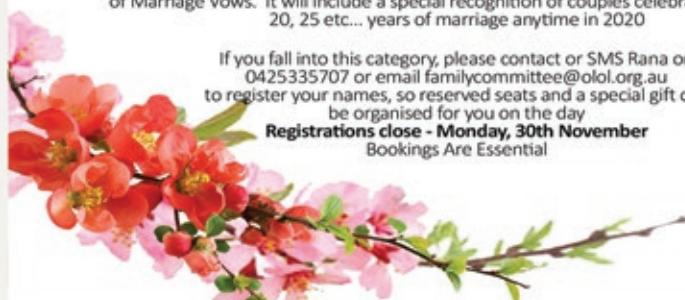 of Marriage Vows. It will include a special recognition of couples
20, 25 etc... years of marriage anytime in 2020
If you fall into this category, please contact or SMS Rana
0425335707 or email familycommittee@olol.org.au
to register your names, so reserved seats and a special gift
be organised for you on the day
Registrations close - Monday, 30th November
Bookings Are Essential